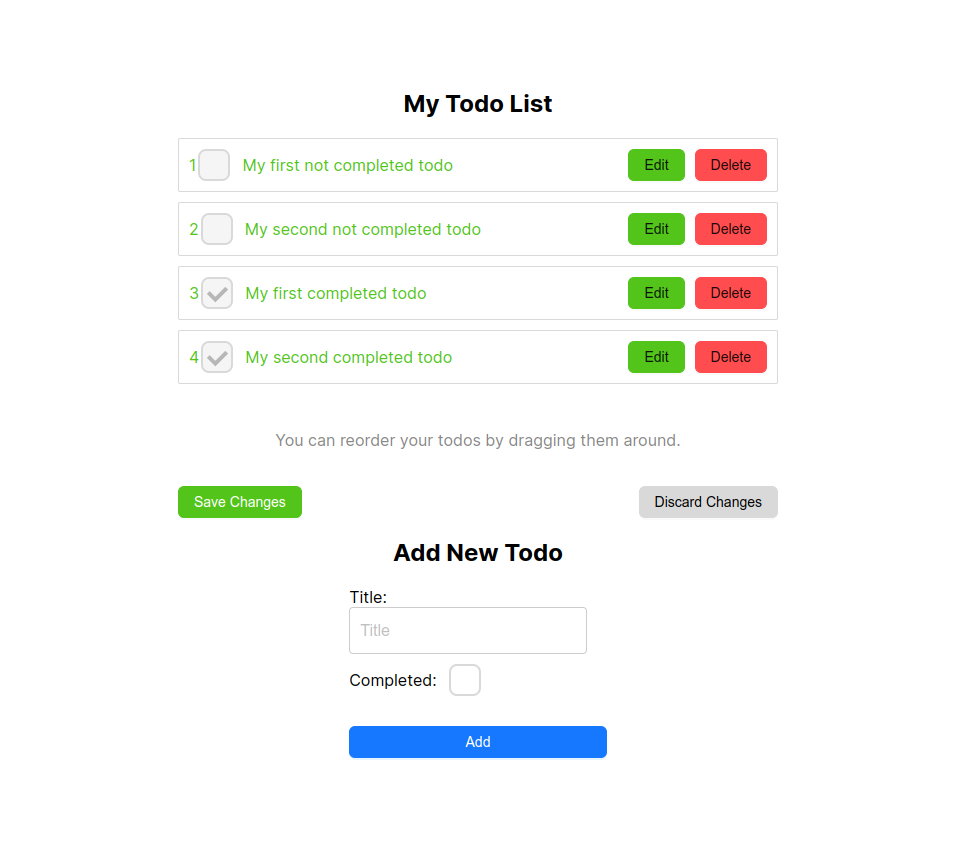 My Todo List
1 My first not completed todo Edit Delete
2 My second not completed todo Edit Delete
3 My first completed todo Edit Delete
4 My second completed todo Edit Delete
You can reorder your todos by dragging them around.
Save Changes Discard Changes
Add New Todo
Title:
Title
Completed:
Add